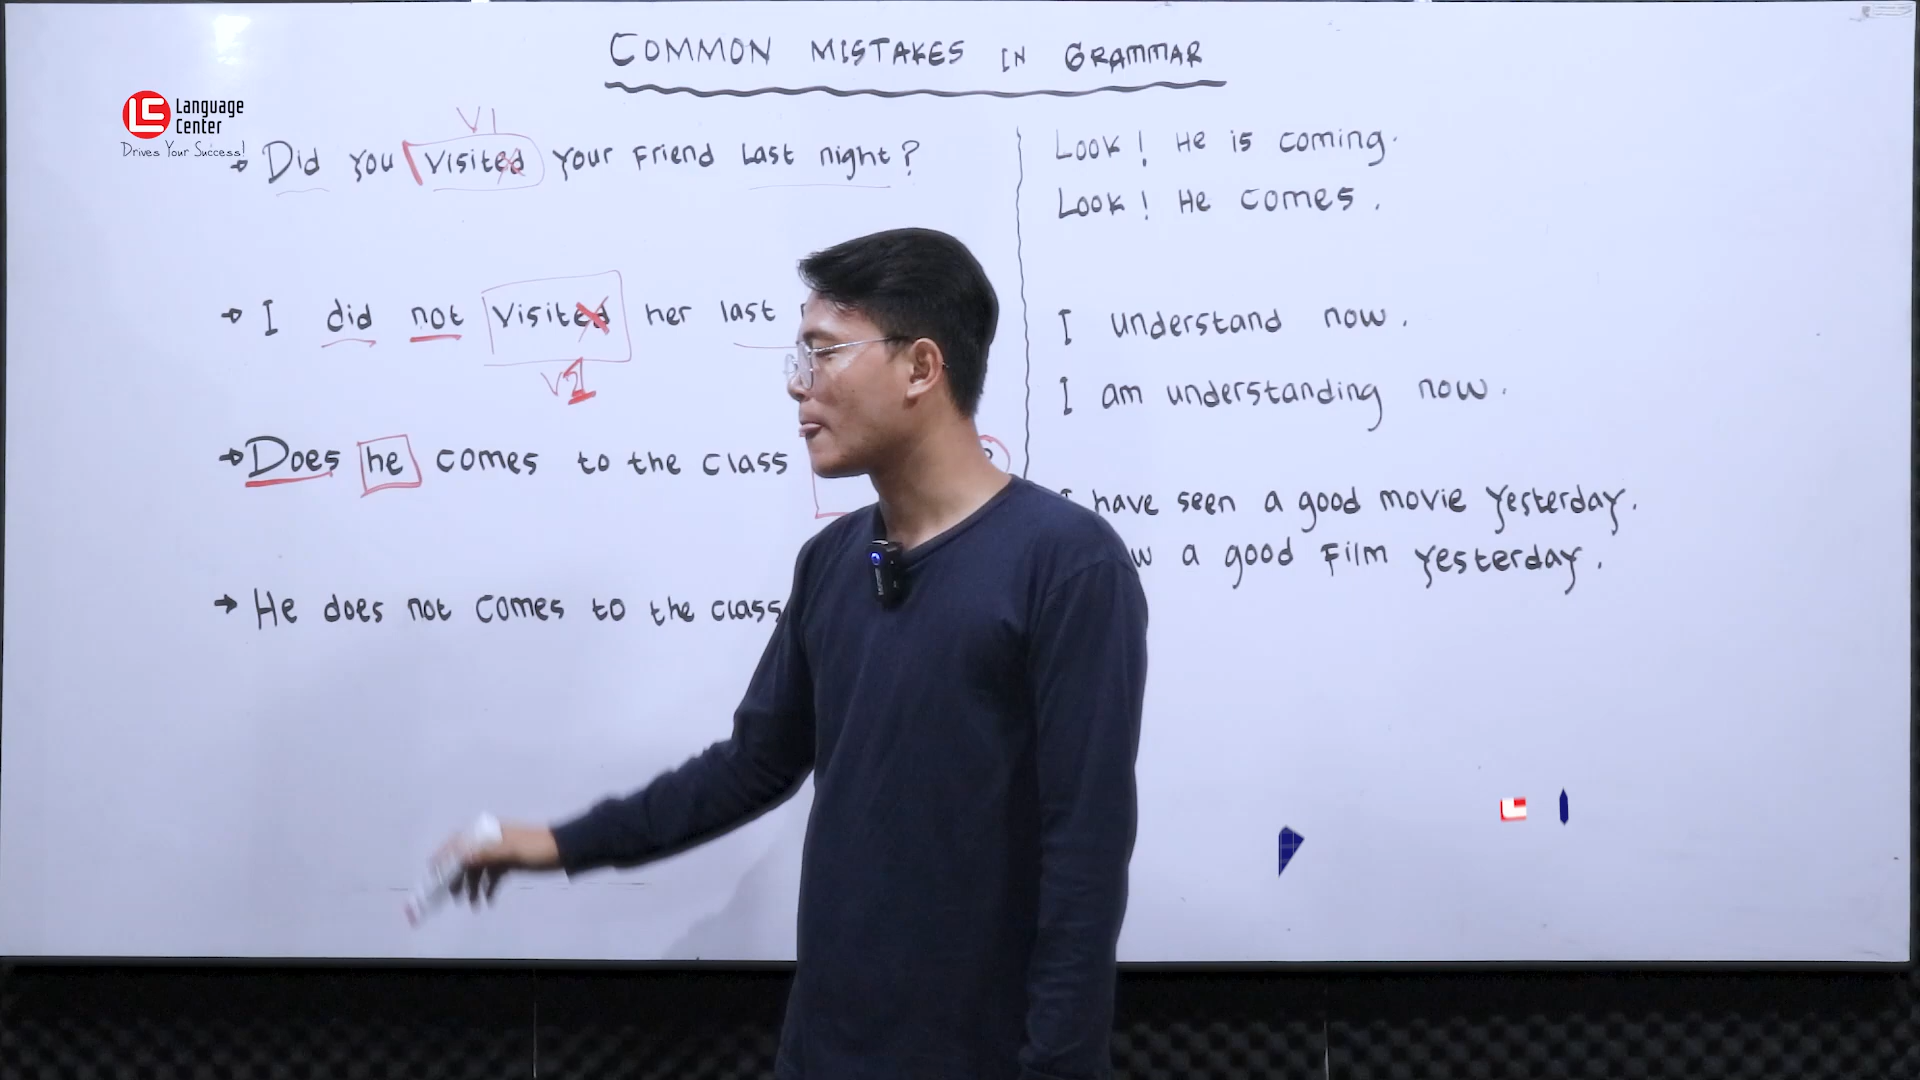 COMMON MISTAKES IN GRAMMAR
LC Language
Center
Drives Your Success!
V1
→ Did you visited your friend last night?
→ I did not visited her last
V1
→ Does he comes to the class
→ He does not comes to the class
Look! He is coming.
Look! He comes.
I understand now.
I am understanding now.
I have seen a good movie yesterday.
a good film yesterday.